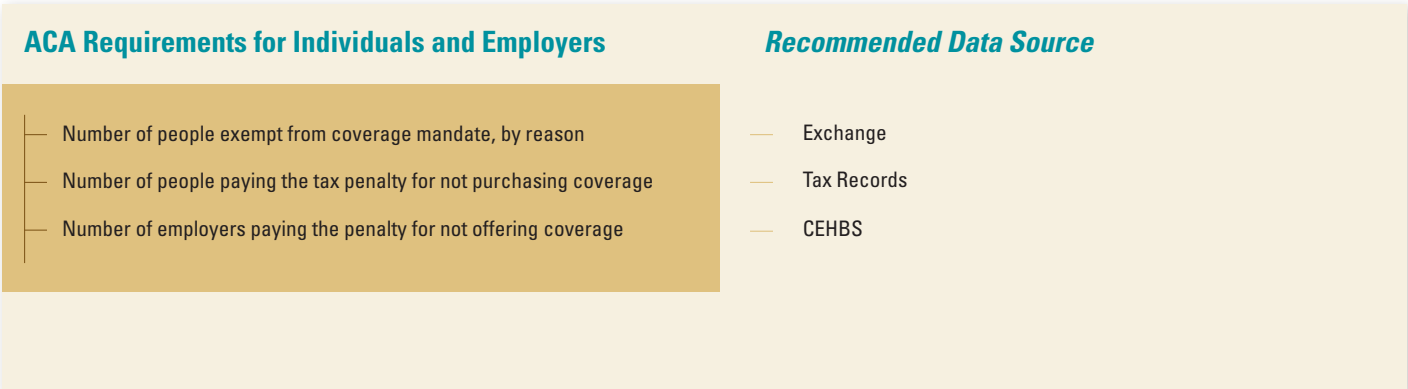 ACA Requirements for Individuals and Employers Recommended Data Source
Number of people exempt from coverage mandate, by reason Exchange
Number of people paying the tax penalty for not purchasing coverage Tax Records
Number of employers paying the penalty for not offering coverage CEHBS